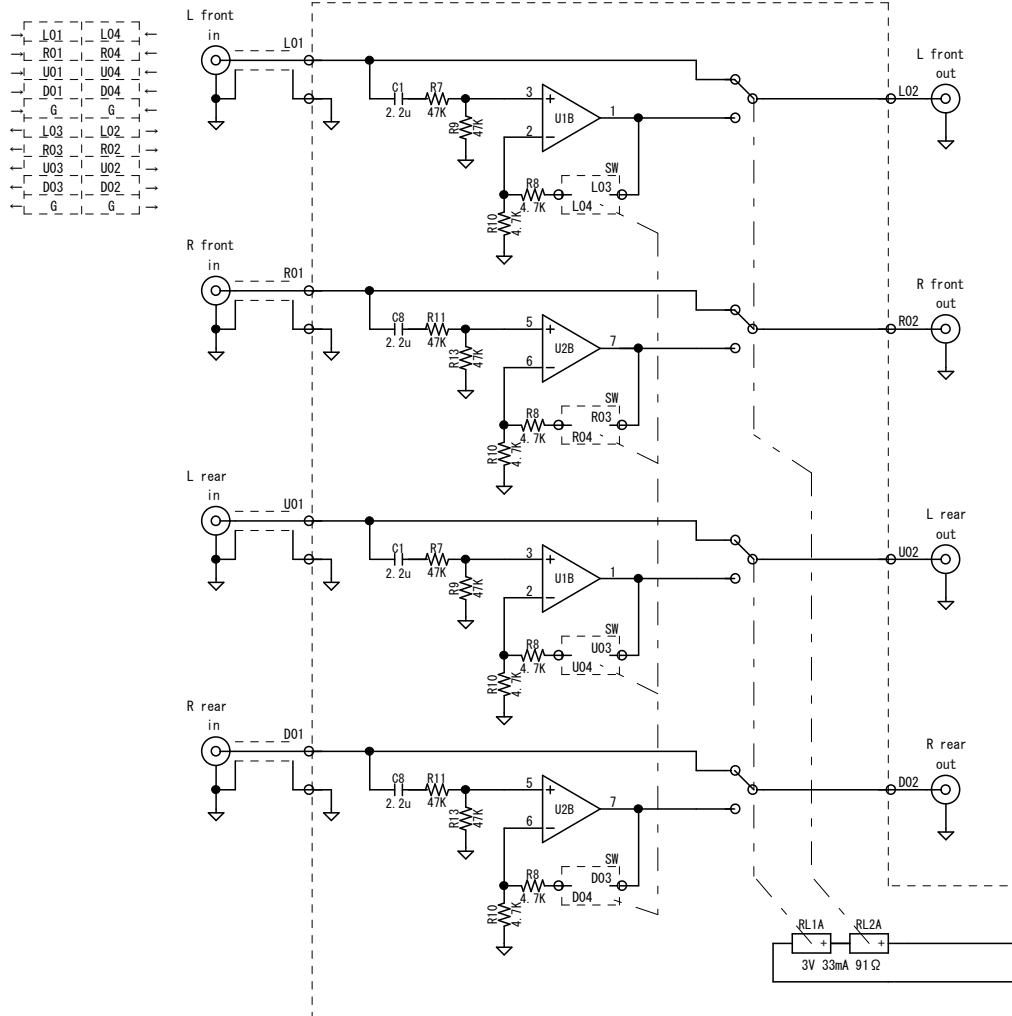 L01 L04
R01 R04
U01 U04
D01 D04
G G
L03 L02
R03 R02
U03 U02
D03 D02
G G
L front
in
L01
C1
2.2u
R7
47K
R9
47K
3
2
1
U1B
SW
L03
L04
R8
4.7K
R10
4.7K
L02
L front
out
R front
in
R01
C8
2.2u
R11
47K
R13
47K
5
6
7
U2B
SW
R03
R04
R8
4.7K
R10
4.7K
R02
R front
out
L rear
in
U01
C1
2.2u
R7
47K
R9
47K
3
2
1
U1B
SW
U03
U04
R8
4.7K
R10
4.7K
U02
L rear
out
R rear
in
D01
C8
2.2u
R11
47K
R13
47K
5
6
7
U2B
SW
D03
D04
R8
4.7K
R10
4.7K
D02
R rear
out
RL1A RL2A
3V 33mA 91Ω